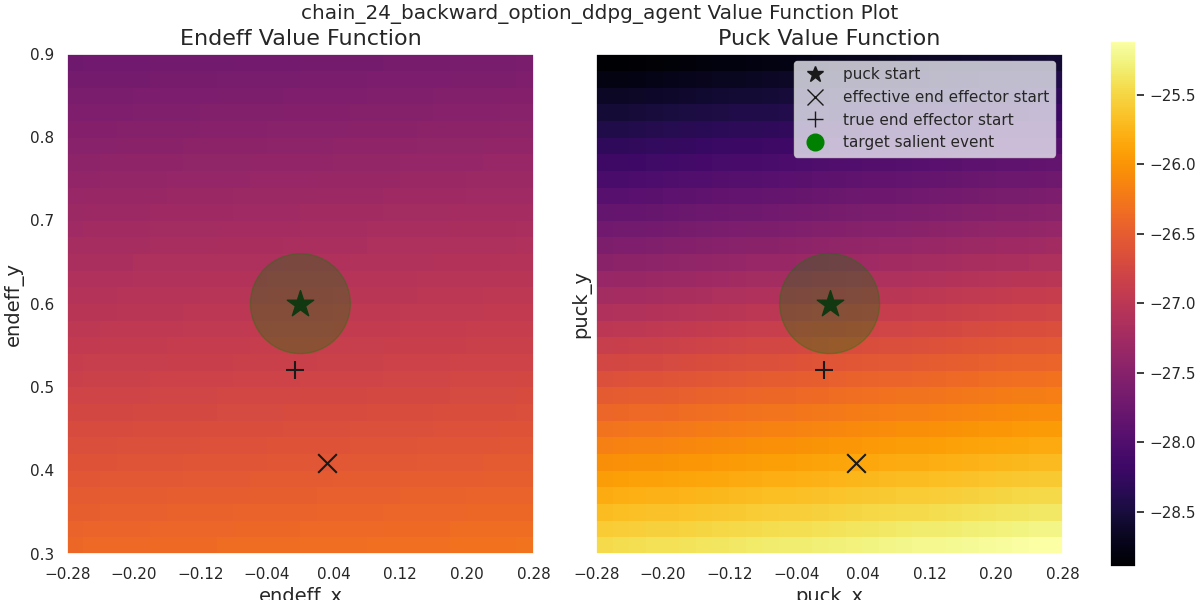 chain_24_backward_option_ddpg_agent Value Function Plot
Endeff Value Function
Puck Value Function
puck start
effective end effector start
true end effector start
target salient event
endeff_y
0.9
0.8
0.7
0.6
0.5
0.4
0.3
−0.28 −0.20 −0.12 −0.04 0.04 0.12 0.20 0.28
endeff_x
puck_y
−0.28 −0.20 −0.12 −0.04 0.04 0.12 0.20 0.28
puck_x
−25.5
−26.0
−26.5
−27.0
−27.5
−28.0
−28.5